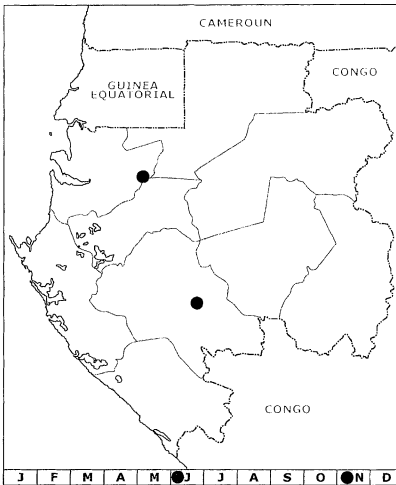 CAMEROUN
CONGO
GUINEA
EQUATORIAL
CONGO
J F M A M J J A S O N D